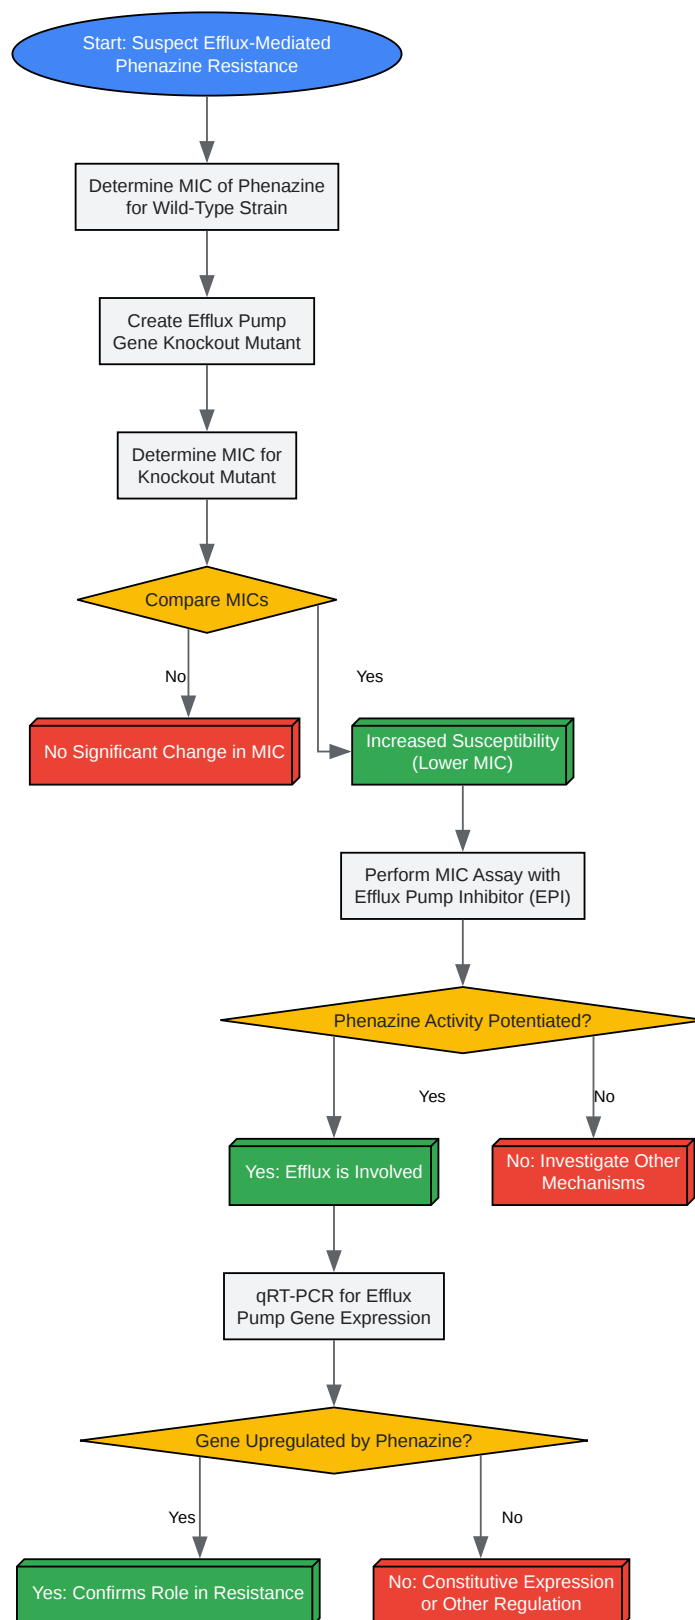 Start: Suspect Efflux-Mediated
Phenazine Resistance
Determine MIC of Phenazine
for Wild-Type Strain
Create Efflux Pump
Gene Knockout Mutant
Determine MIC for
Knockout Mutant
Compare MICs
No
Yes
No Significant Change in MIC
Increased Susceptibility
(Lower MIC)
Perform MIC Assay with
Efflux Pump Inhibitor (EPI)
Phenazine Activity Potentiated?
Yes
No
Yes: Efflux is Involved
No: Investigate Other
Mechanisms
qRT-PCR for Efflux
Pump Gene Expression
Gene Upregulated by Phenazine?
Yes
No
Yes: Confirms Role in Resistance
No: Constitutive Expression
or Other Regulation